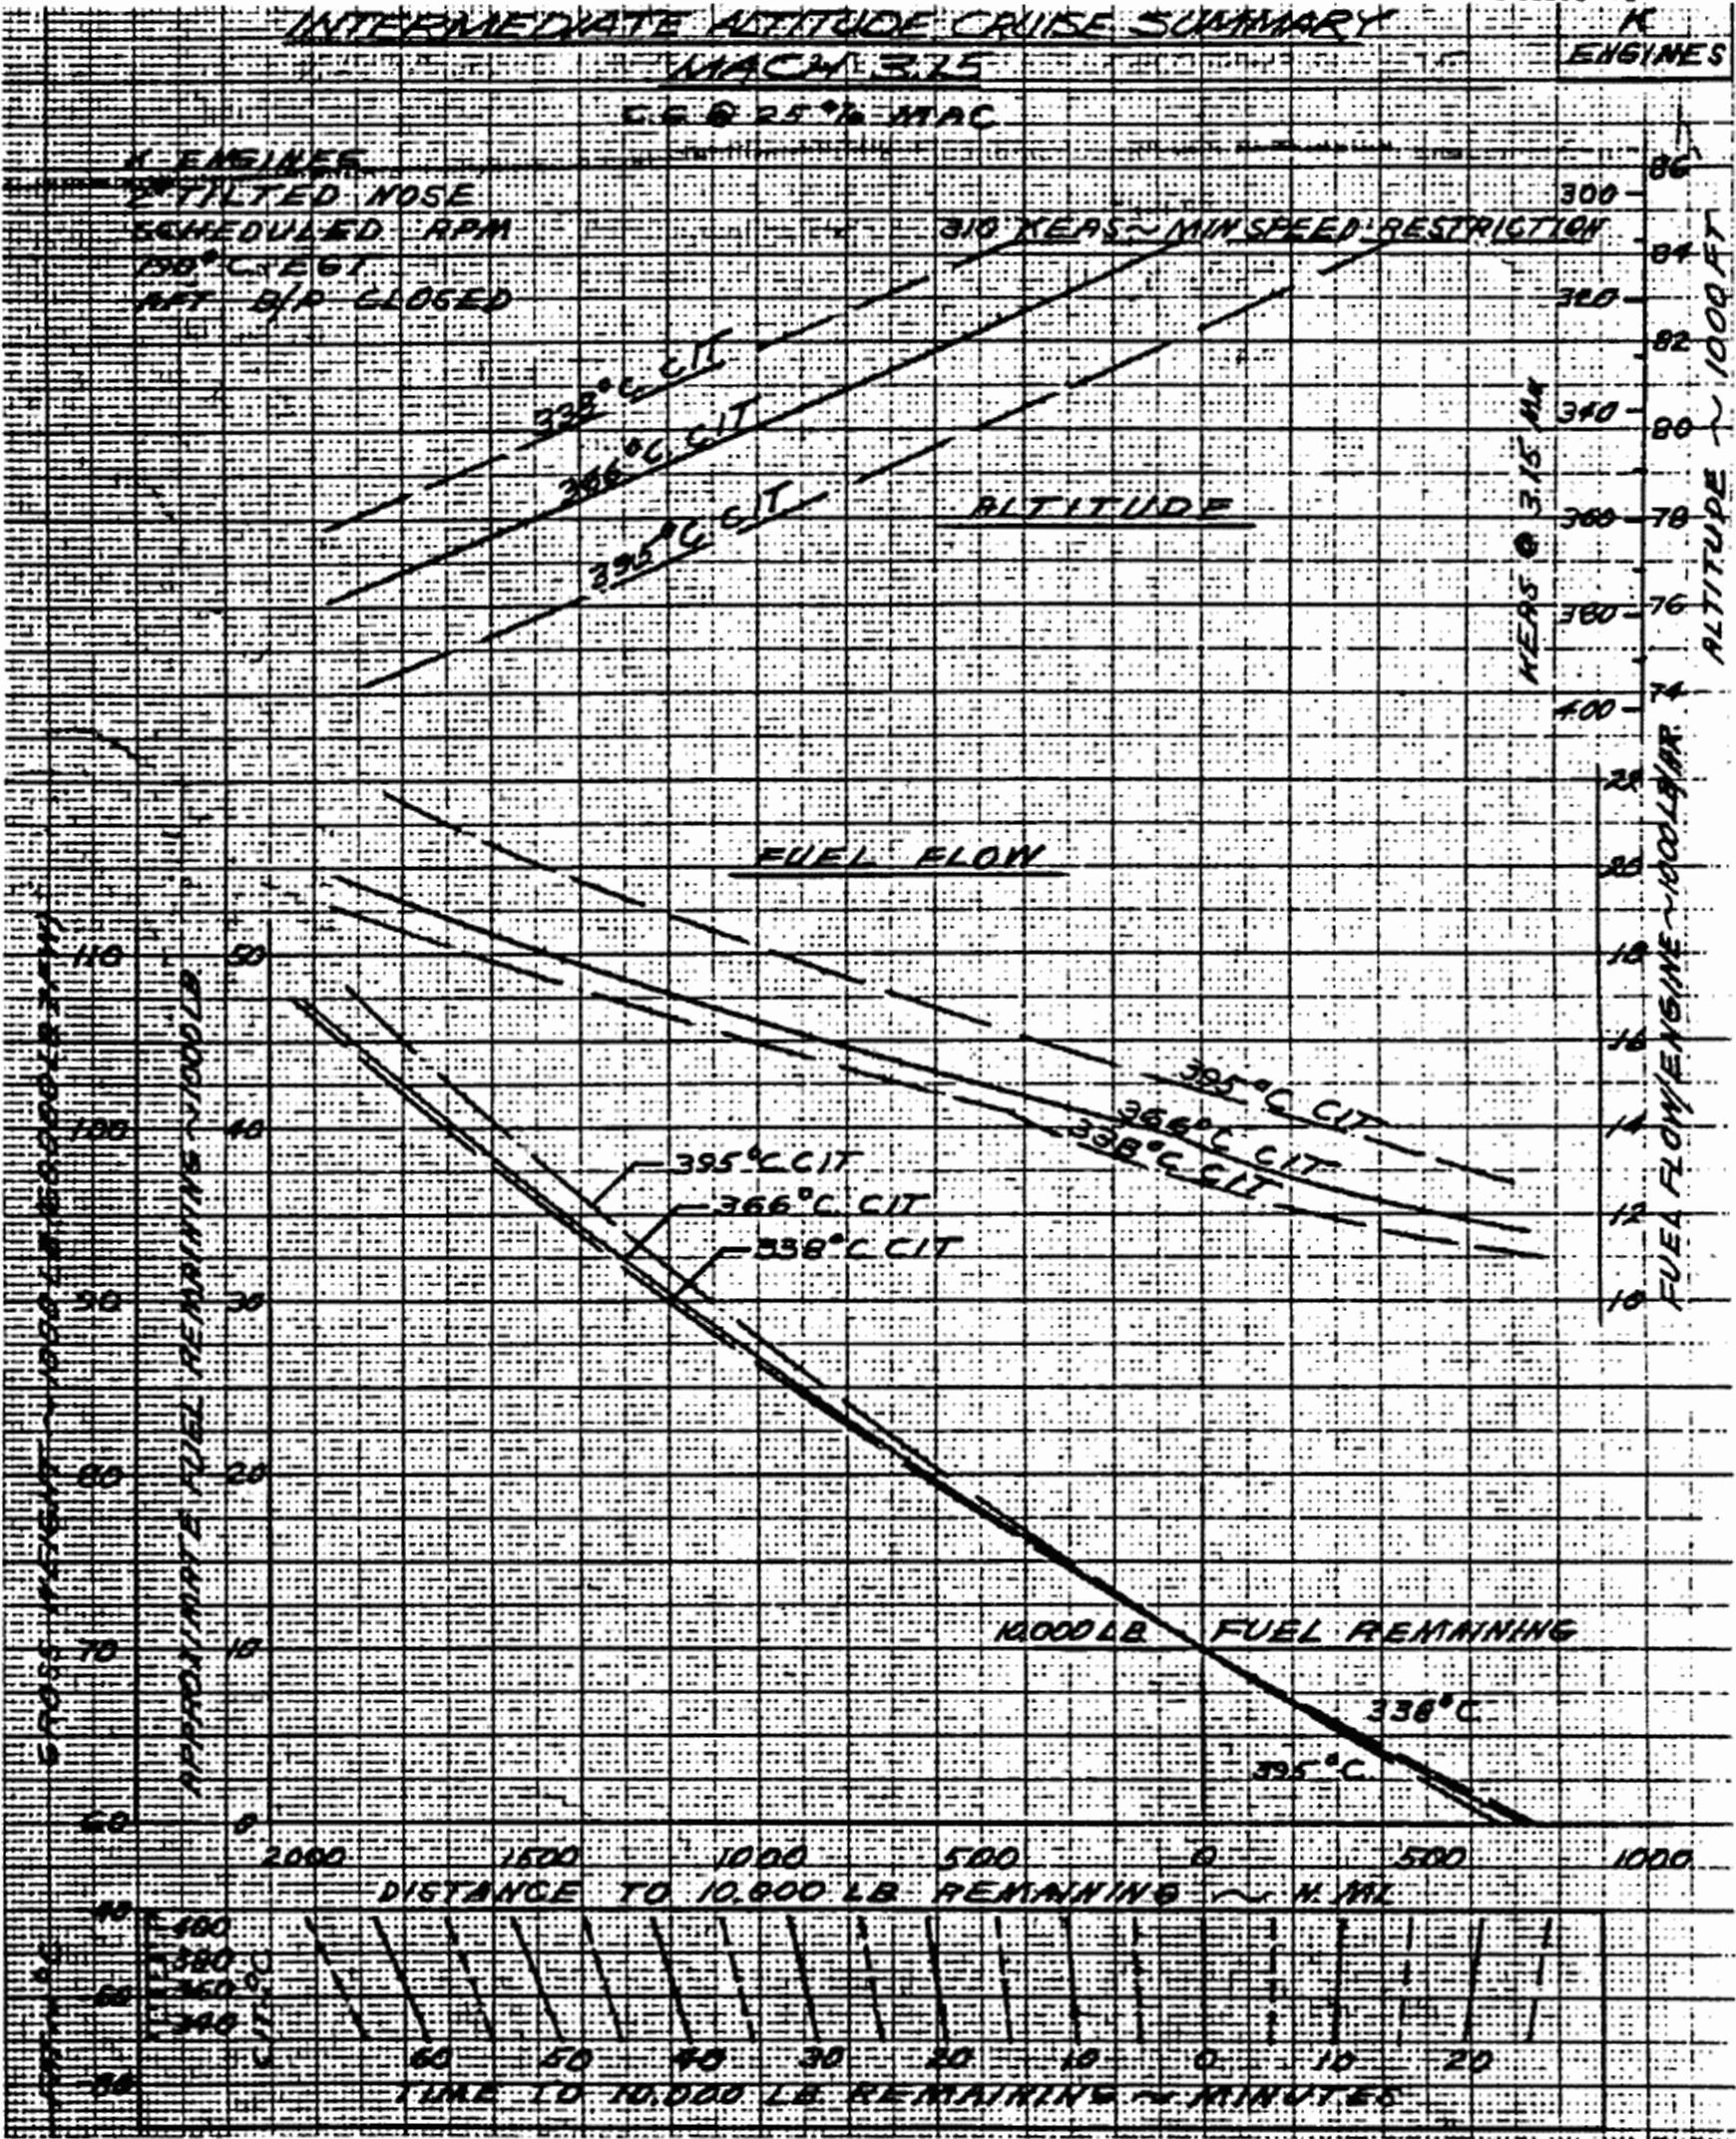 INTERMEDIATE ALTITUDE CRUISE SUMMARY
MACH 3.15
C.G @ 25 % MAC
K
ENGINES
K ENGINES
2° TILTED NOSE
SCHEDULED RPM
°C EGT
AFT B/P CLOSED
310 KEAS ~ MIN SPEED RESTRICTION
338°C CIT
366°C CIT
395°C CIT
ALTITUDE
300
320
340
360
380
400
KEAS @ 3.15 MN
86
84
82
80
78
76
74
ALTITUDE ~ 1000 FT
FUEL FLOW
395°C CIT
366°C CIT
338°C CIT
22
20
18
16
14
12
10
FUEL FLOW/ENGINE ~ 1000 LB/HR.
110
100
90
80
70
60
GROSS WEIGHT ~ 1000 LB
50
40
30
20
10
0
APPROXIMATE FUEL REMAINING ~ 1000 LB
395°C CIT
366°C CIT
338°C CIT
10,000 LB FUEL REMAINING
338°C
395°C
2000 1500 1000 500 0 500 1000
DISTANCE TO 10,000 LB REMAINING ~ N. MI.
400
380
360
340
CIT °C
60 50 40 30 20 10 0 10 20
TIME TO 10,000 LB REMAINING ~ MINUTES